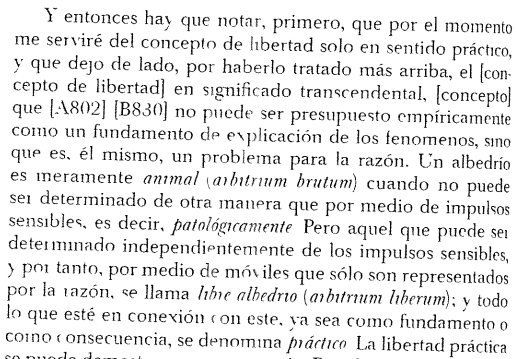 Y entonces hay que notar, primero, que por el momento
me serviré del concepto de libertad solo en sentido práctico,
y que dejo de lado, por haberlo tratado más arriba, el [con-
cepto de libertad] en significado transcendental, [concepto]
que [A802] [B830] no puede ser presupuesto empíricamente
como un fundamento de explicación de los fenomenos, sino
que es, él mismo, un problema para la razón. Un albedrío
es meramente animal (arbitrium brutum) cuando no puede
ser determinado de otra manera que por medio de impulsos
sensibles, es decir, patológicamente Pero aquel que puede ser
determinado independientemente de los impulsos sensibles,
y por tanto, por medio de móviles que sólo son representados
por la razón, se llama libre albedrio (arbitrium liberum); y todo
lo que esté en conexión con este, ya sea como fundamento o
como consecuencia, se denomina práctico La libertad práctica
se puede